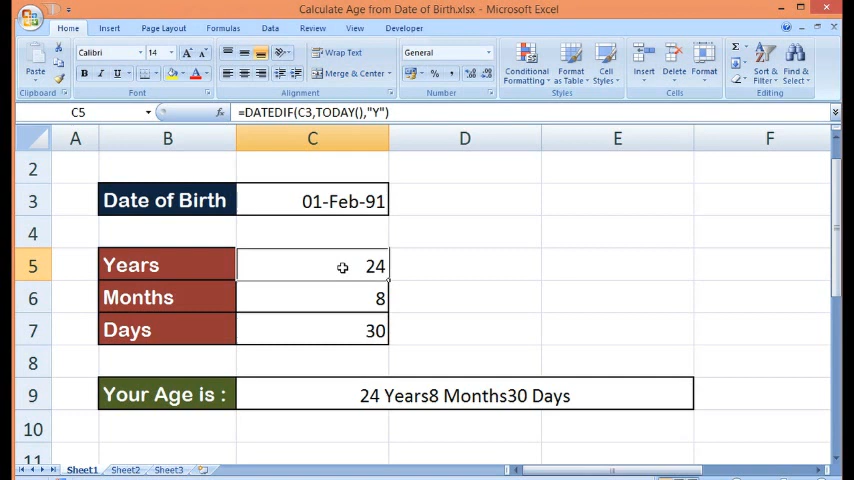 Calculate Age from Date of Birth.xlsx - Microsoft Excel
Home Insert Page Layout Formulas Data Review View Developer
Calibri 14 A A Wrap Text General
Paste B I U A Merge & Center % , Conditional Formatting Format as Table Cell Styles Insert Delete Format Σ Sort & Filter Find & Select
Clipboard Font Alignment Number Styles Cells Editing
C5 fx =DATEDIF(C3,TODAY(),"Y")
A B C D E F
2
3 Date of Birth 01-Feb-91
4
5 Years 24
6 Months 8
7 Days 30
8
9 Your Age is : 24 Years8 Months30 Days
10
11
Sheet1 Sheet2 Sheet3